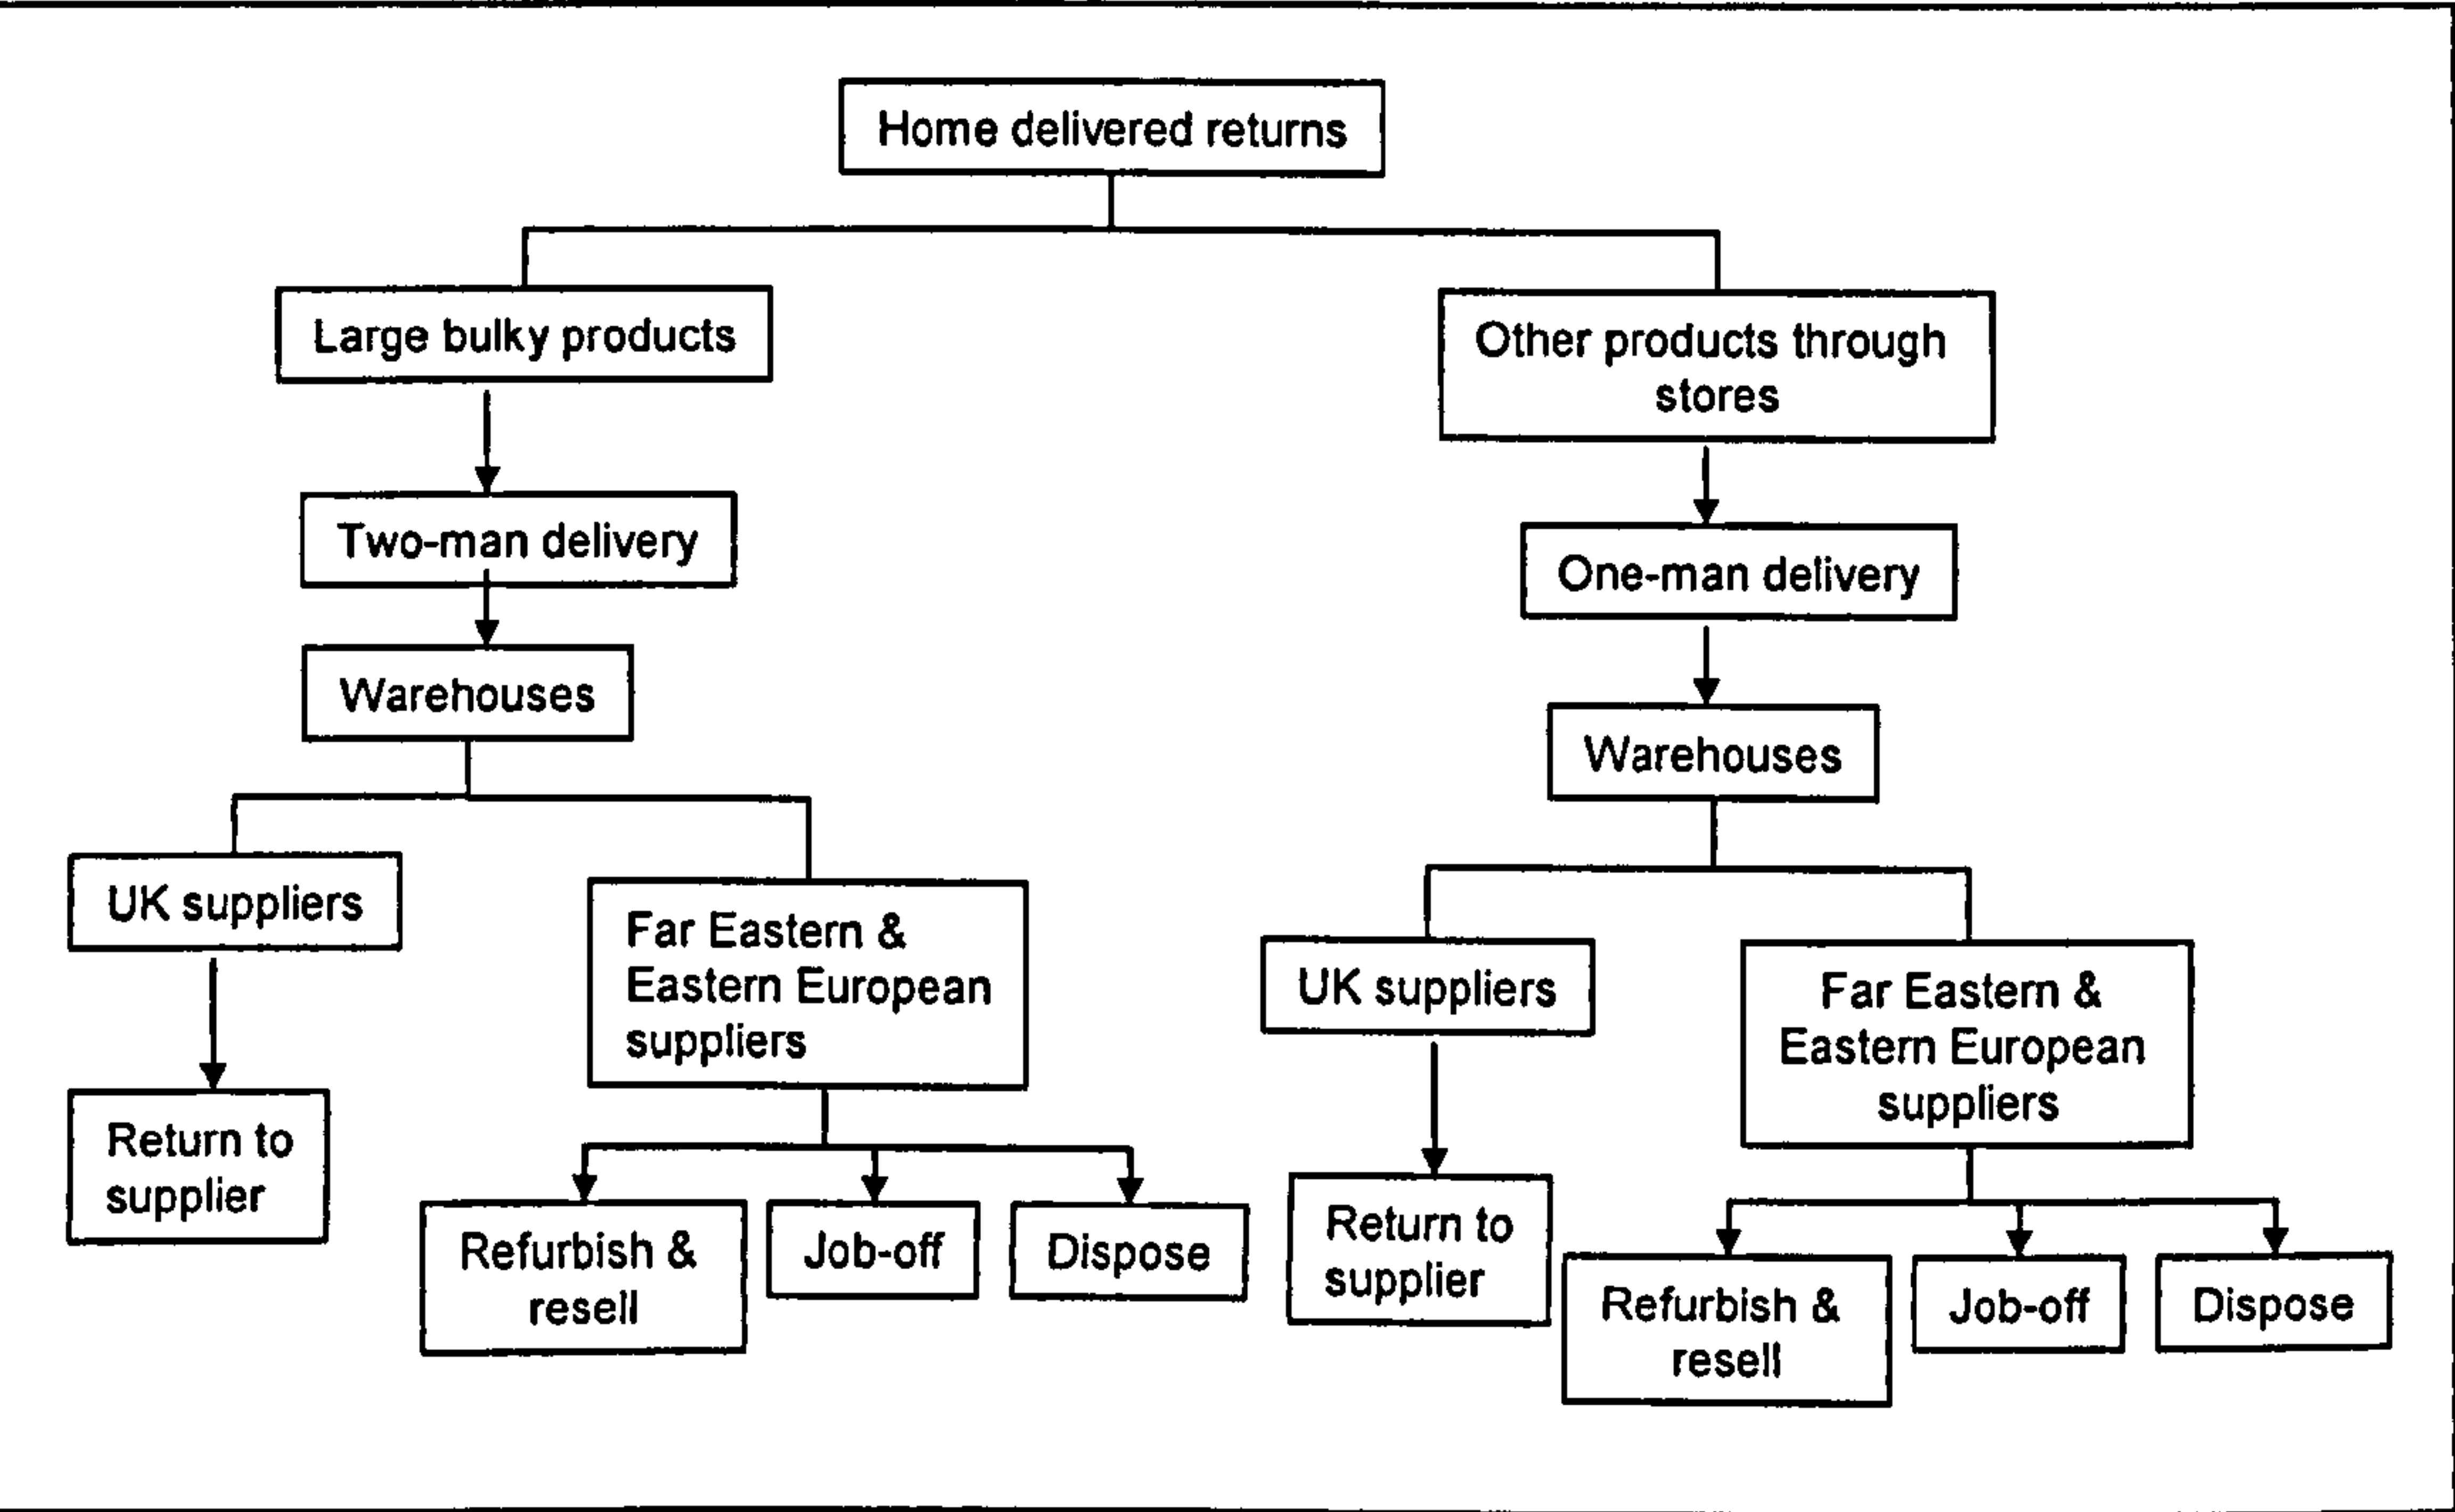 Home delivered returns
Large bulky products
Other products through
stores
Two-man delivery
One-man delivery
Warehouses
Warehouses
UK suppliers
Far Eastern &
Eastern European
suppliers
UK suppliers
Far Eastern &
Eastern European
suppliers
Return to
supplier
Refurbish &
resell
Job-off
Dispose
Return to
supplier
Refurbish &
resell
Job-off
Dispose